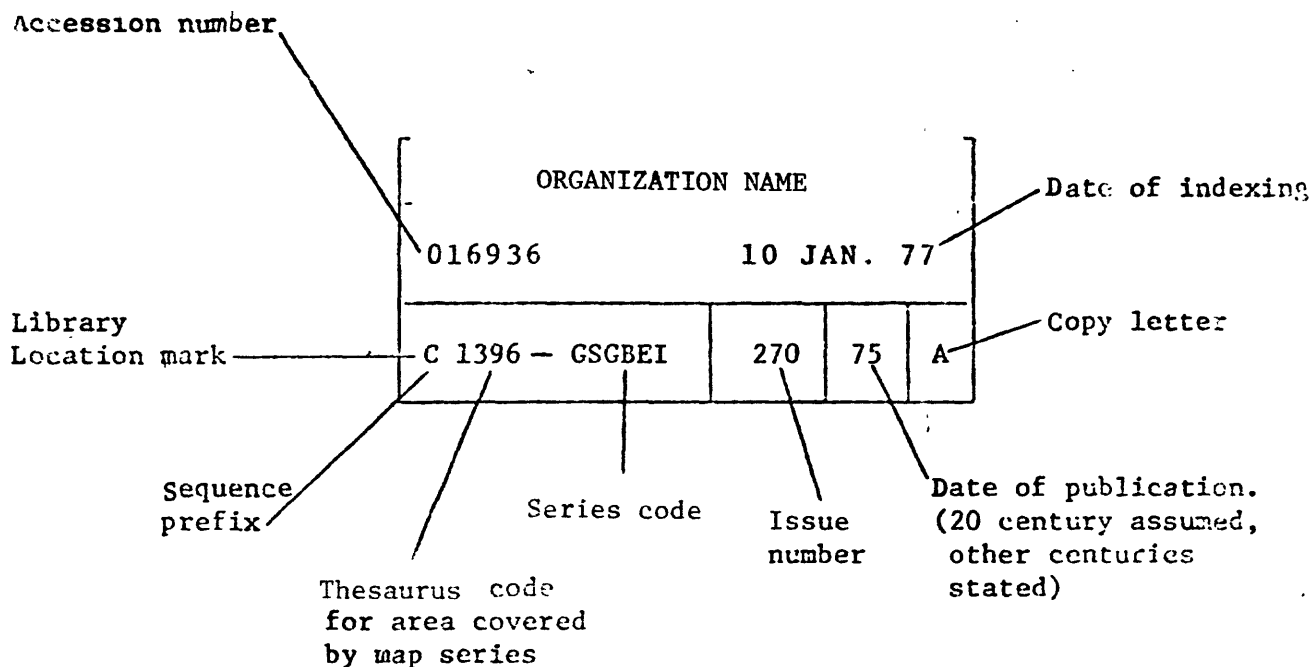 Accession number
ORGANIZATION NAME
Date of indexing
016936 10 JAN. 77
Library
Location mark
Copy letter
C 1396 — GSGBEI 270 75 A
Sequence
prefix
Series code
Issue
number
Date of publication.
(20 century assumed,
other centuries
stated)
Thesaurus code
for area covered
by map series